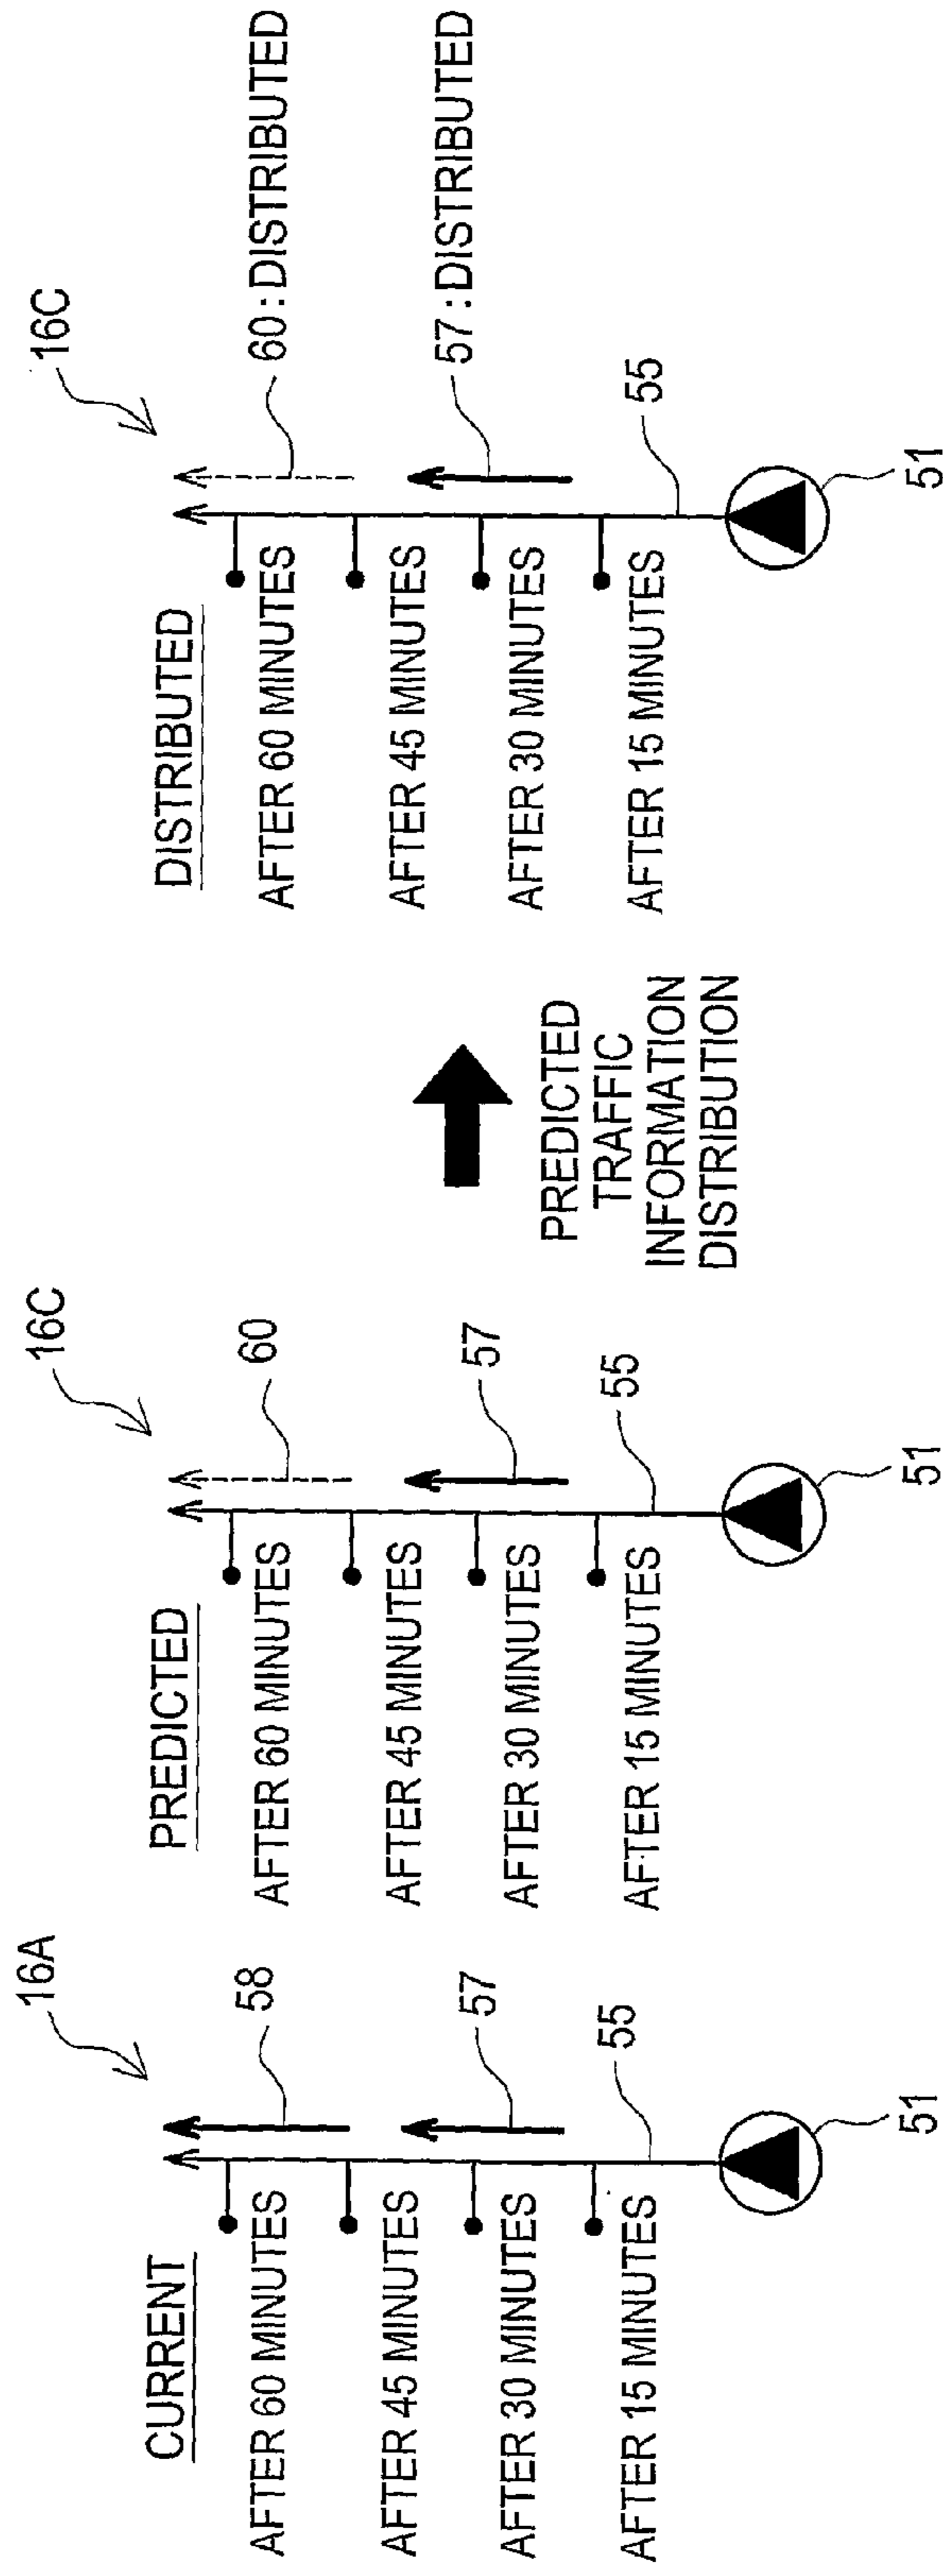 CURRENT
16A
AFTER 60 MINUTES
58
AFTER 45 MINUTES
AFTER 30 MINUTES
57
AFTER 15 MINUTES
55
51
PREDICTED
16C
AFTER 60 MINUTES
60
AFTER 45 MINUTES
AFTER 30 MINUTES
57
AFTER 15 MINUTES
55
51
PREDICTED
TRAFFIC
INFORMATION
DISTRIBUTION
DISTRIBUTED
16C
AFTER 60 MINUTES
60:DISTRIBUTED
AFTER 45 MINUTES
AFTER 30 MINUTES
57:DISTRIBUTED
AFTER 15 MINUTES
55
51